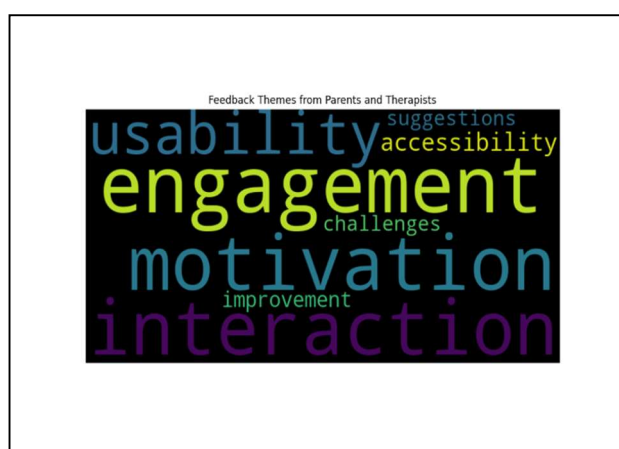 Feedback Themes from Parents and Therapists
usability
suggestions
accessibility
engagement
challenges
motivation
improvement
interaction